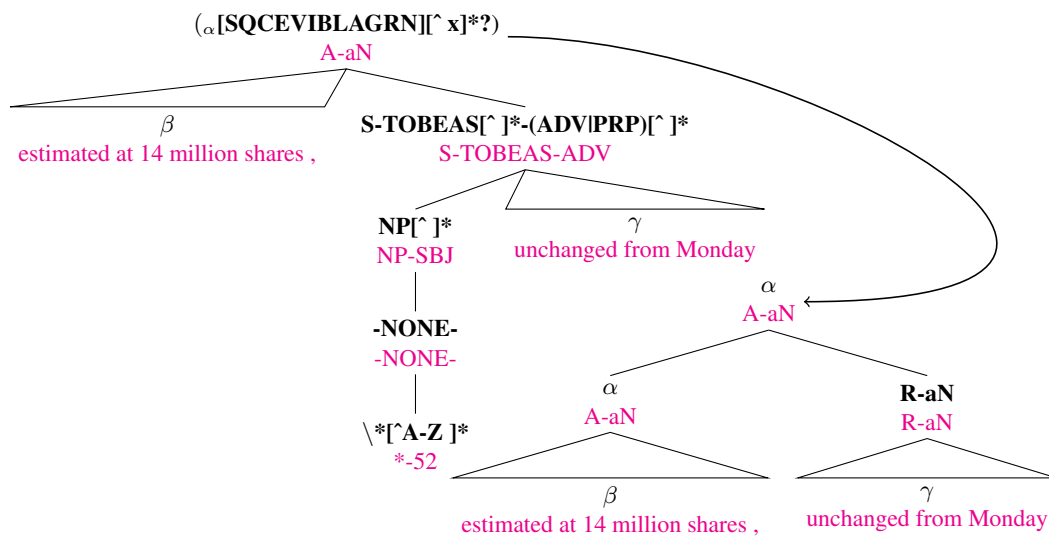 (α[SQCEVIBLAGRN][^ x]*?)
A-aN
β
estimated at 14 million shares ,
S-TOBEAS[^ ]*-(ADV|PRP)[^ ]*
S-TOBEAS-ADV
NP[^ ]*
NP-SBJ
γ
unchanged from Monday
-NONE-
-NONE-
\*[^A-Z ]*
*-52
α
A-aN
α
A-aN
R-aN
R-aN
β
estimated at 14 million shares ,
γ
unchanged from Monday